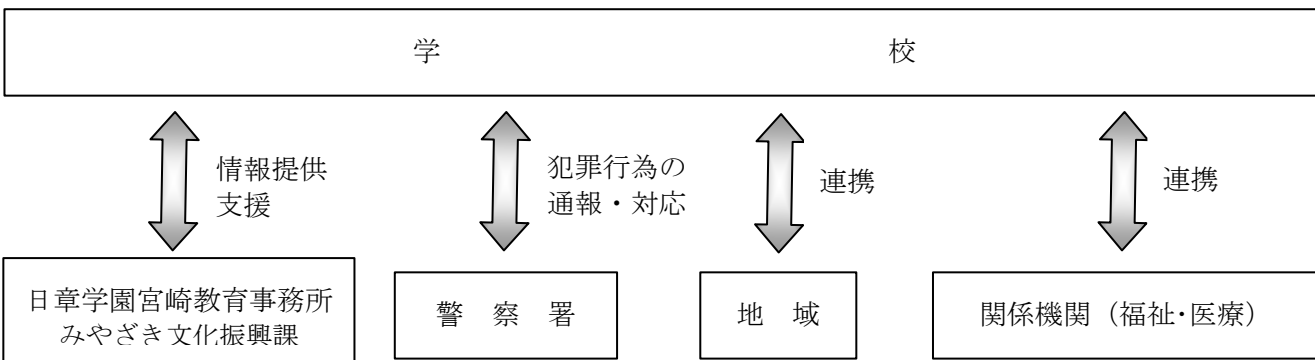 学校
情報提供
支援
犯罪行為の
通報・対応
連携
連携
日章学園宮崎教育事務所
みやざき文化振興課
警察署
地域
関係機関（福祉・医療）